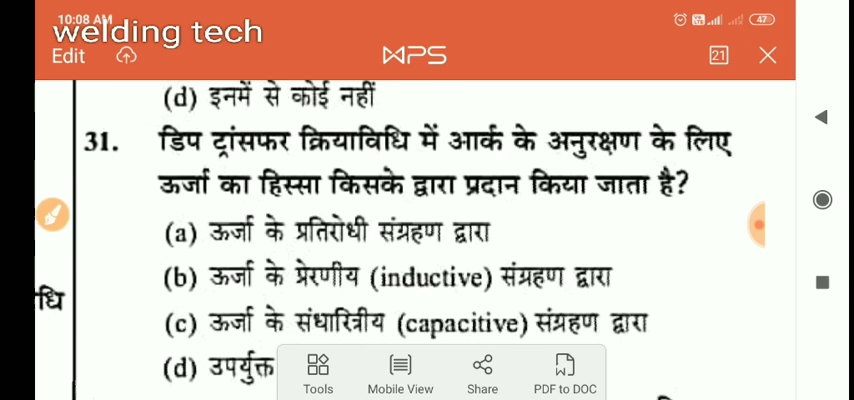 10:08 AM
welding tech
47
Edit
WPS
21
(d) इनमें से कोई नहीं
31. डिप ट्रांसफर क्रियाविधि में आर्क के अनुरक्षण के लिए
ऊर्जा का हिस्सा किसके द्वारा प्रदान किया जाता है?
(a) ऊर्जा के प्रतिरोधी संग्रहण द्वारा
(b) ऊर्जा के प्रेरणीय (inductive) संग्रहण द्वारा
धि
(c) ऊर्जा के संधारित्रीय (capacitive) संग्रहण द्वारा
(d) उपर्युक्त
Tools
Mobile View
Share
PDF to DOC